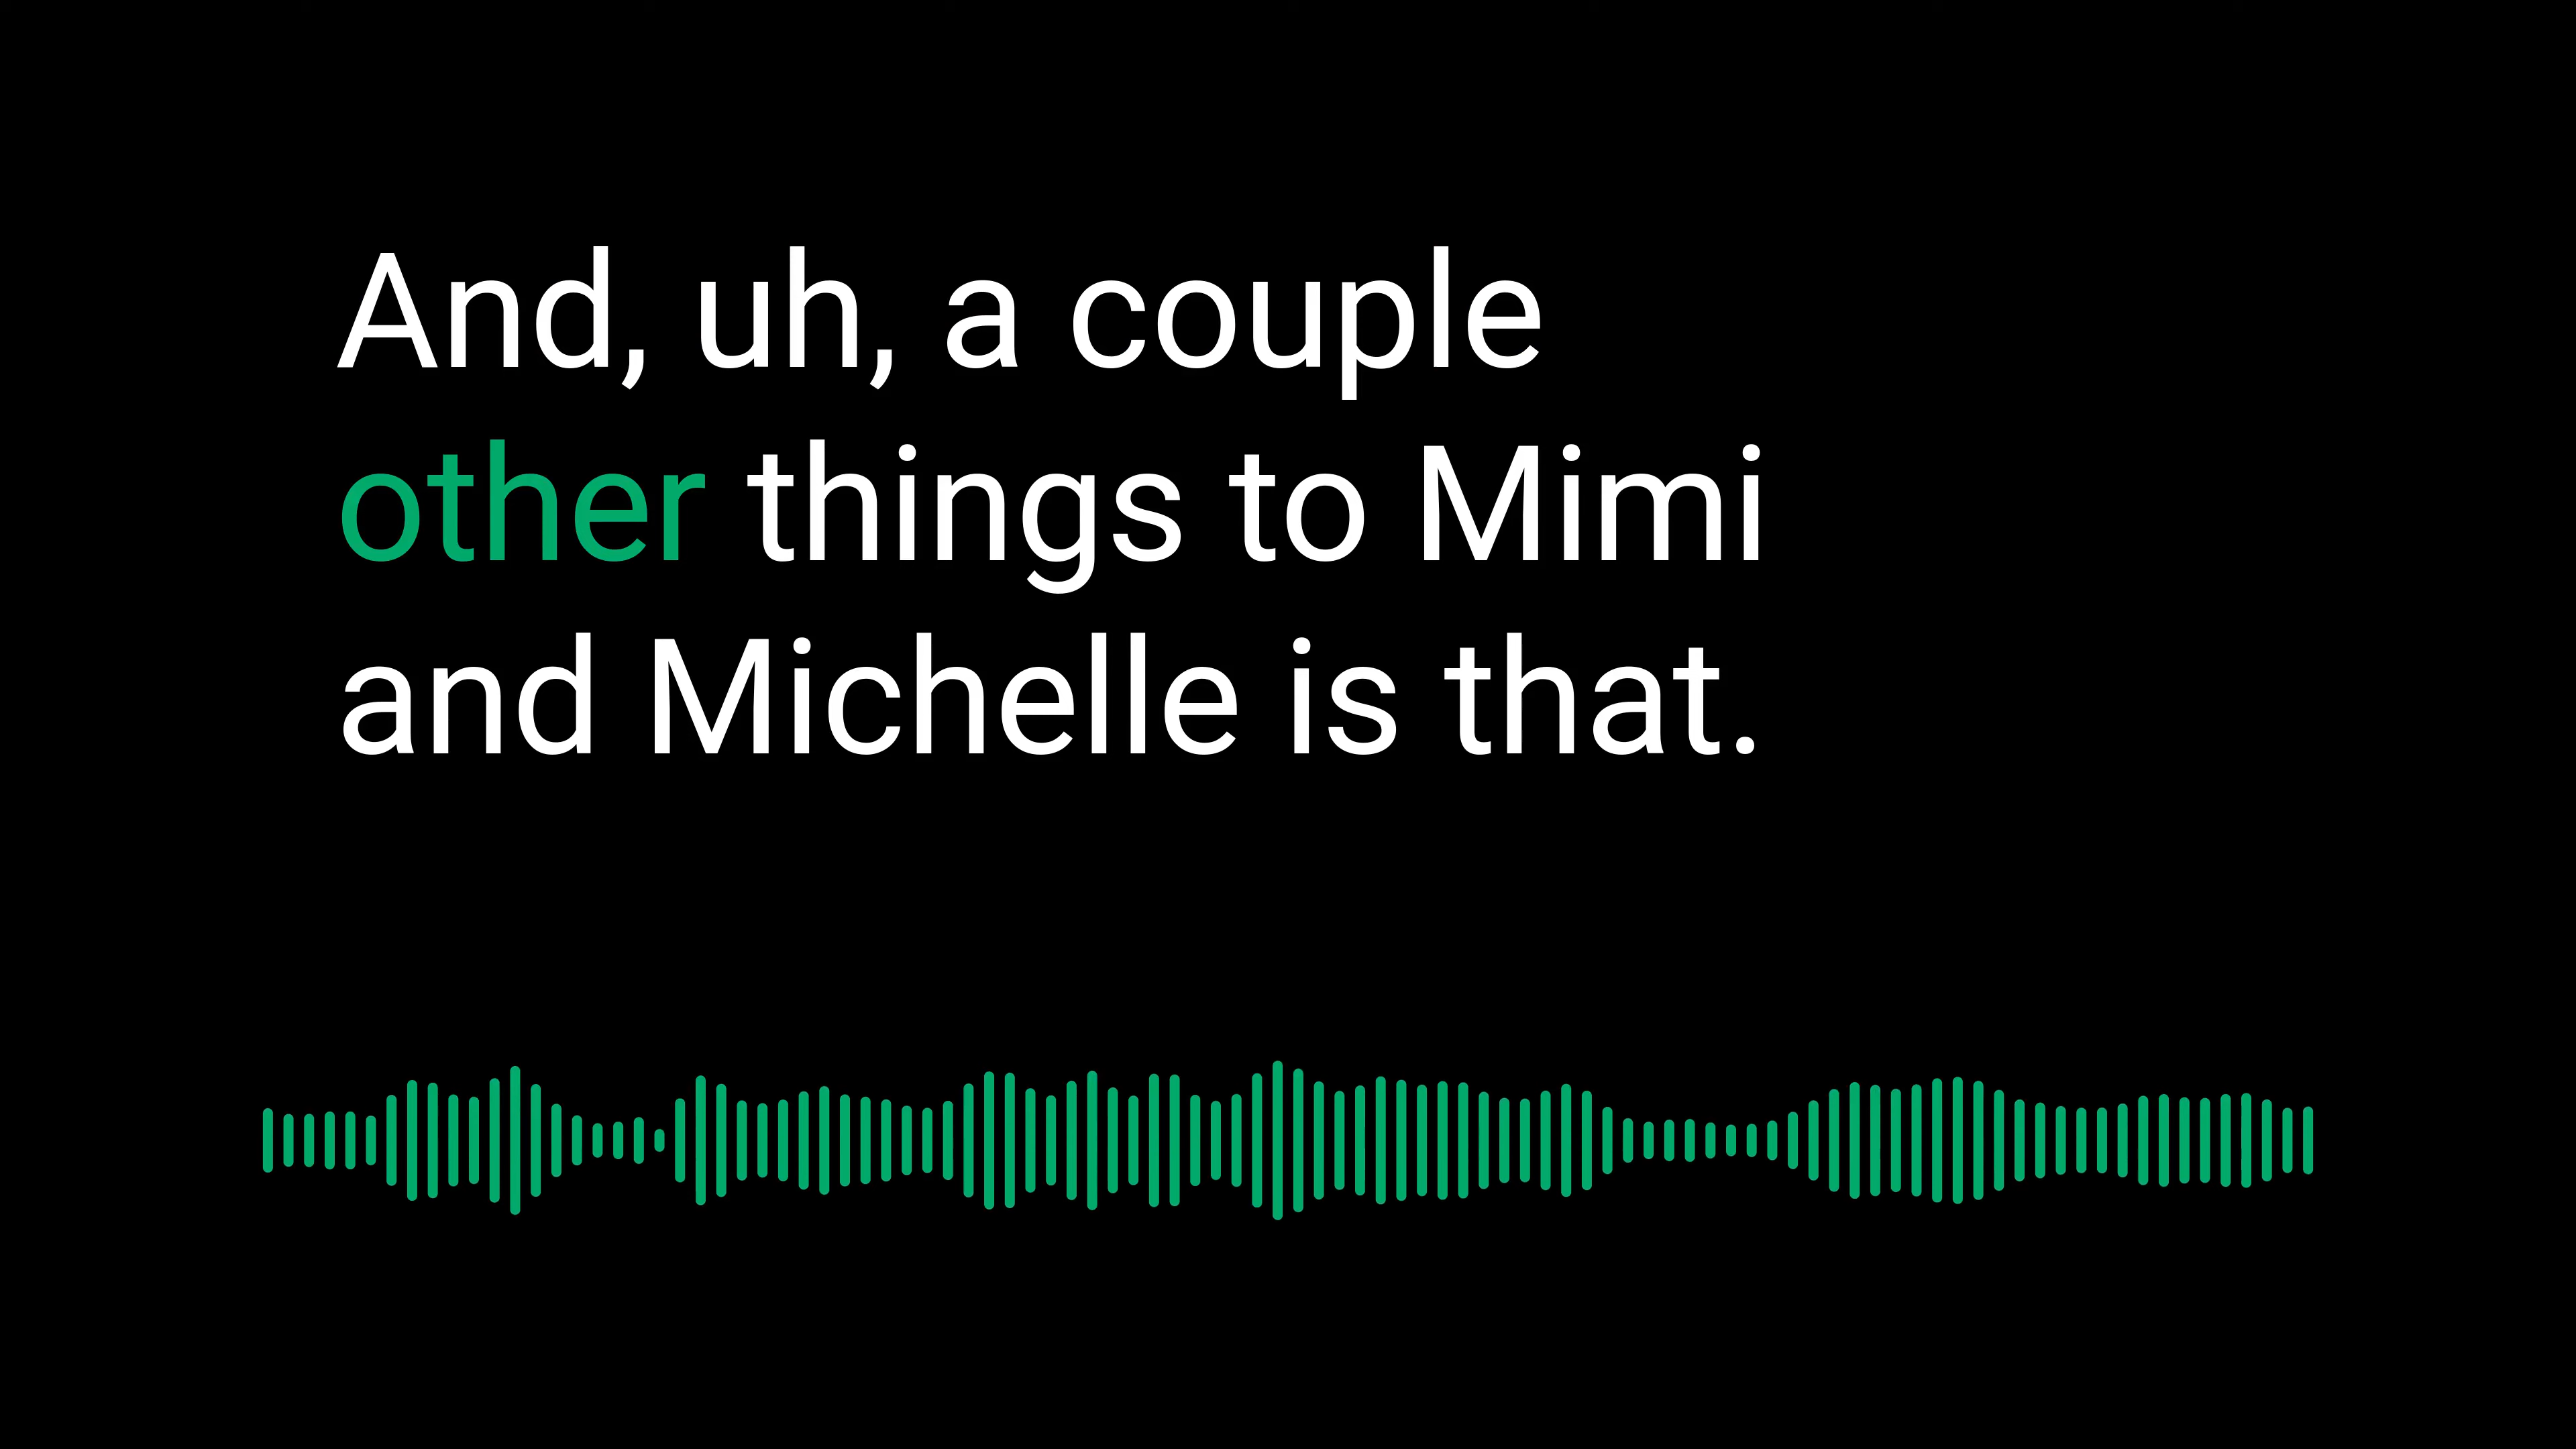 And, uh, a couple
other things to Mimi
and Michelle is that.